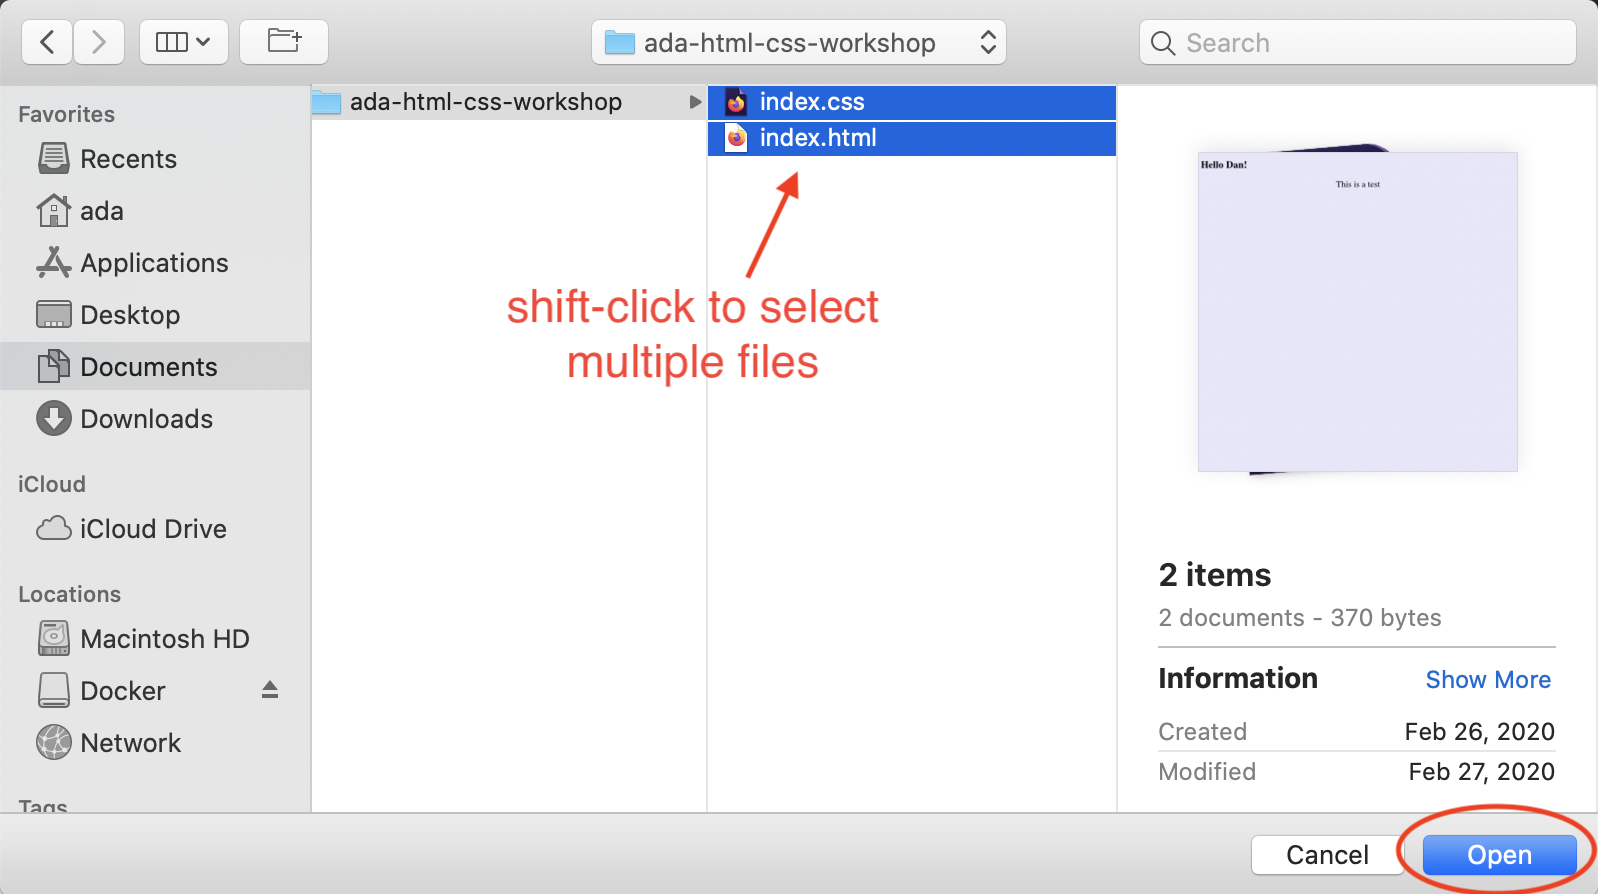 ada-html-css-workshop
Search
Favorites
Recents
ada
Applications
Desktop
Documents
Downloads
iCloud
iCloud Drive
Locations
Macintosh HD
Docker
Network
Tags
ada-html-css-workshop
index.css
index.html
shift-click to select
multiple files
Hello Dan!
This is a test
2 items
2 documents - 370 bytes
Information Show More
Created Feb 26, 2020
Modified Feb 27, 2020
Cancel Open